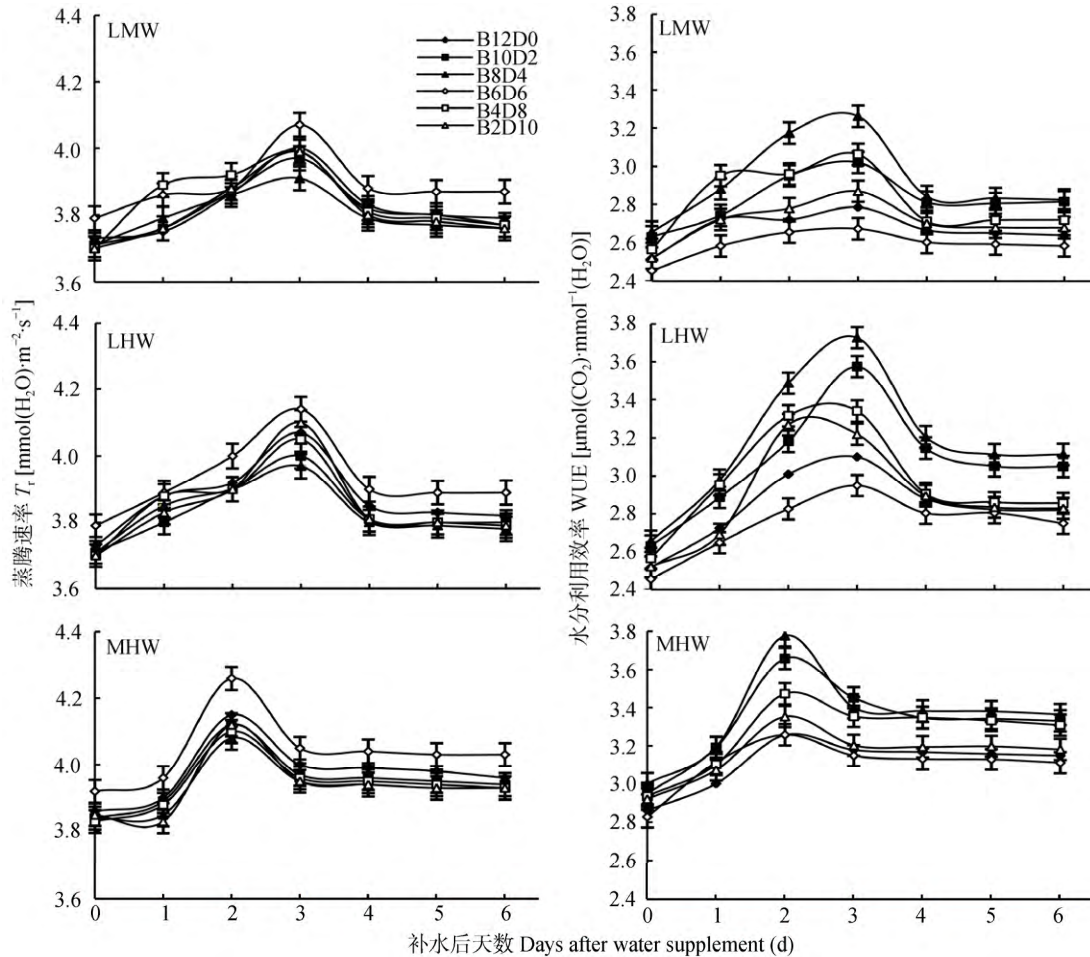 LMW
B12D0
B10D2
B8D4
B6D6
B4D8
B2D10
4.4
4.2
4.0
3.8
3.6
LHW
4.4
4.2
4.0
3.8
3.6
MHW
4.4
4.2
4.0
3.8
3.6
0 1 2 3 4 5 6
蒸腾速率 Tr [mmol(H2O)·m−2·s−1]
LMW
3.8
3.6
3.4
3.2
3.0
2.8
2.6
2.4
LHW
3.8
3.6
3.4
3.2
3.0
2.8
2.6
2.4
MHW
3.8
3.6
3.4
3.2
3.0
2.8
2.6
2.4
0 1 2 3 4 5 6
水分利用效率 WUE [μmol(CO2)·mmol−1(H2O)]
补水后天数 Days after water supplement (d)